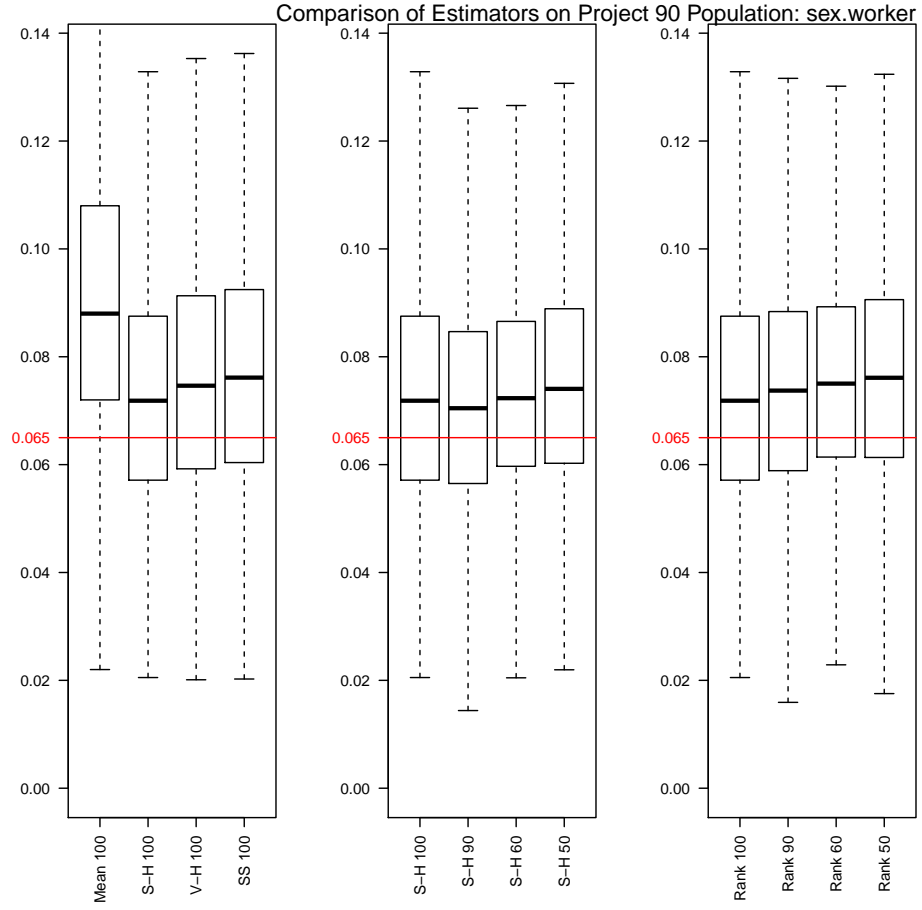 Comparison of Estimators on Project 90 Population: sex.worker
0.14
0.12
0.10
0.08
0.065
0.06
0.04
0.02
0.00
Mean 100
S−H 100
V−H 100
SS 100
0.14
0.12
0.10
0.08
0.065
0.06
0.04
0.02
0.00
S−H 100
S−H 90
S−H 60
S−H 50
0.14
0.12
0.10
0.08
0.065
0.06
0.04
0.02
0.00
Rank 100
Rank 90
Rank 60
Rank 50